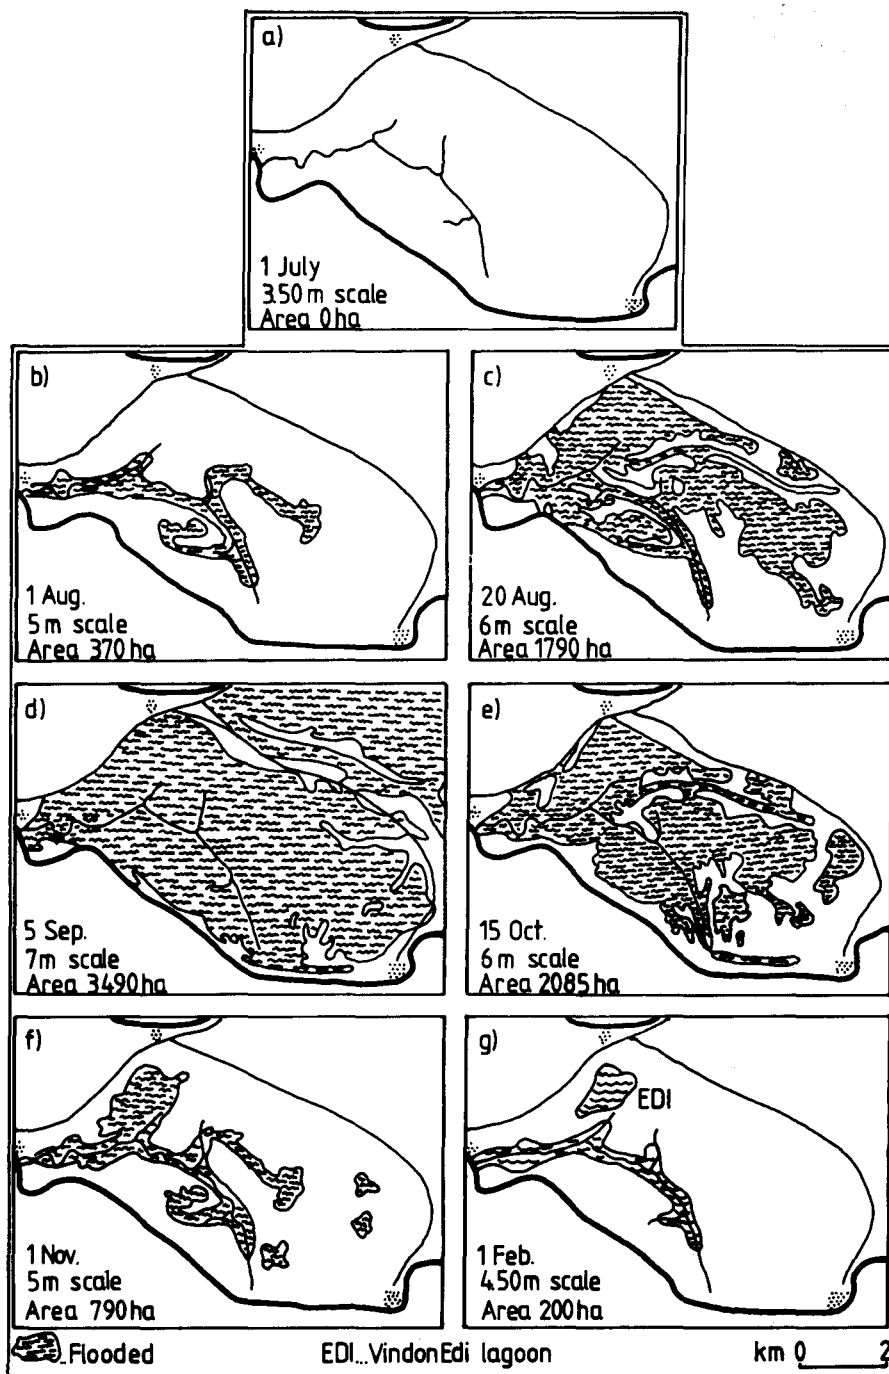 a)
1 July
3.50 m scale
Area 0 ha
b)
1 Aug.
5 m scale
Area 370 ha
c)
20 Aug.
6 m scale
Area 1790 ha
d)
5 Sep.
7 m scale
Area 3490 ha
e)
15 Oct.
6 m scale
Area 2085 ha
f)
1 Nov.
5 m scale
Area 790 ha
g)
EDI
1 Feb.
4.50 m scale
Area 200 ha
..Flooded
EDI...VindonEdi lagoon
km 0 2